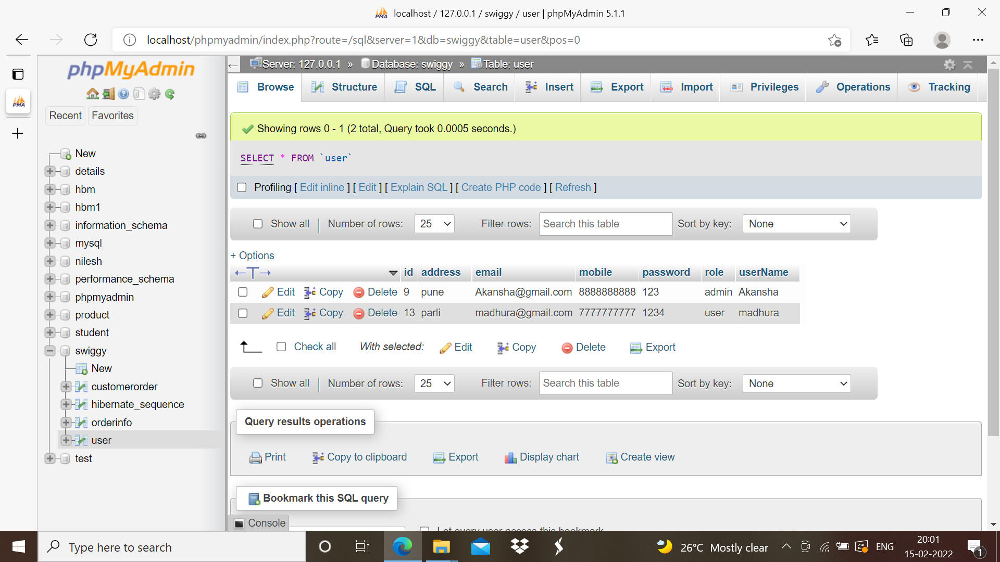 localhost / 127.0.0.1 / swiggy / user | phpMyAdmin 5.1.1
localhost/phpmyadmin/index.php?route=/sql&server=1&db=swiggy&table=user&pos=0
phpMyAdmin
Recent Favorites
New
details
hbm
hbm1
information_schema
mysql
nilesh
performance_schema
phpmyadmin
product
student
swiggy
New
customerorder
hibernate_sequence
orderinfo
user
test
Server: 127.0.0.1 » Database: swiggy » Table: user
Browse Structure SQL Search Insert Export Import Privileges Operations Tracking
Showing rows 0 - 1 (2 total, Query took 0.0005 seconds.)
SELECT * FROM `user`
Profiling [ Edit inline ] [ Edit ] [ Explain SQL ] [ Create PHP code ] [ Refresh ]
Show all | Number of rows: 25 Filter rows: Search this table Sort by key: None
+ Options
←T→ id address email mobile password role userName
Edit Copy Delete 9 pune Akansha@gmail.com 8888888888 123 admin Akansha
Edit Copy Delete 13 parli madhura@gmail.com 7777777777 1234 user madhura
Check all With selected: Edit Copy Delete Export
Show all | Number of rows: 25 Filter rows: Search this table Sort by key: None
Query results operations
Print Copy to clipboard Export Display chart Create view
Bookmark this SQL query
Let every user access this bookmark
Console
Type here to search
26°C Mostly clear
ENG
20:01
15-02-2022
1
PMA
PMA